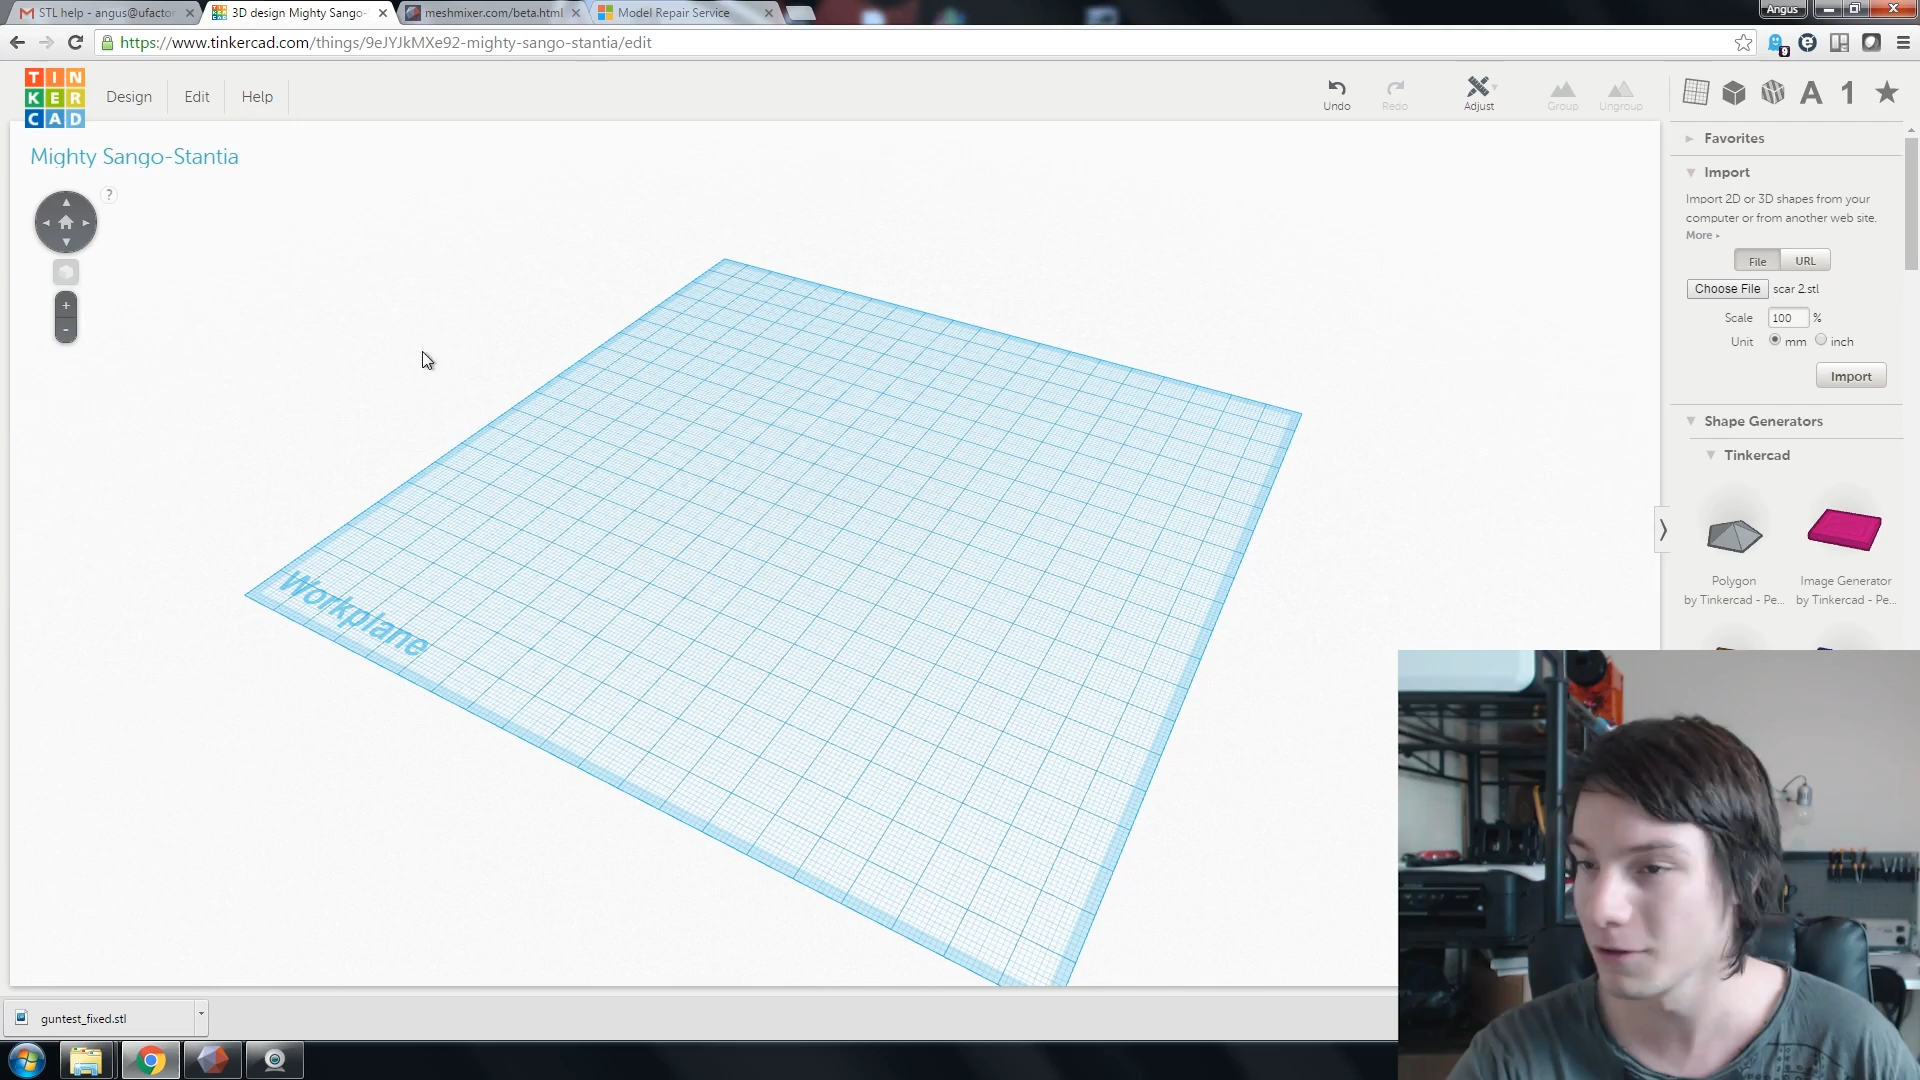 STL help - angus@ufactor
3D design Mighty Sango-
meshmixer.com/beta.html
Model Repair Service
Angus
https://www.tinkercad.com/things/9eJYJkMXe92-mighty-sango-stantia/edit
9
TIN
KER
CAD
Design
Edit
Help
Undo
Redo
Adjust
Group
Ungroup
A
1
Mighty Sango-Stantia
?
+
-
Workplane
Favorites
Import
Import 2D or 3D shapes from your
computer or from another web site.
More
File
URL
Choose File
scar 2.stl
Scale
100
%
Unit
mm
inch
Import
Shape Generators
Tinkercad
Polygon
by Tinkercad - Pe...
Image Generator
by Tinkercad - Pe...
guntest_fixed.stl